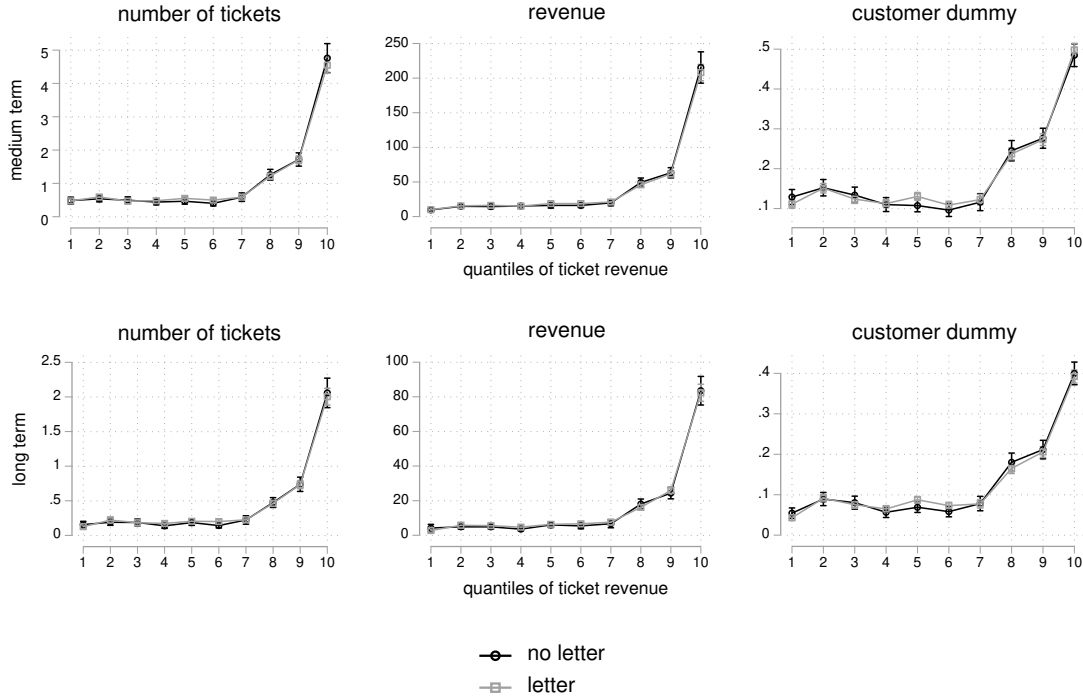 number of tickets
revenue
customer dummy
medium term
5
4
3
2
1
0
1 2 3 4 5 6 7 8 9 10
250
200
150
100
50
0
1 2 3 4 5 6 7 8 9 10
quantiles of ticket revenue
.5
.4
.3
.2
.1
1 2 3 4 5 6 7 8 9 10
number of tickets
revenue
customer dummy
long term
2.5
2
1.5
1
.5
0
1 2 3 4 5 6 7 8 9 10
100
80
60
40
20
0
1 2 3 4 5 6 7 8 9 10
quantiles of ticket revenue
.4
.3
.2
.1
0
1 2 3 4 5 6 7 8 9 10
no letter
letter